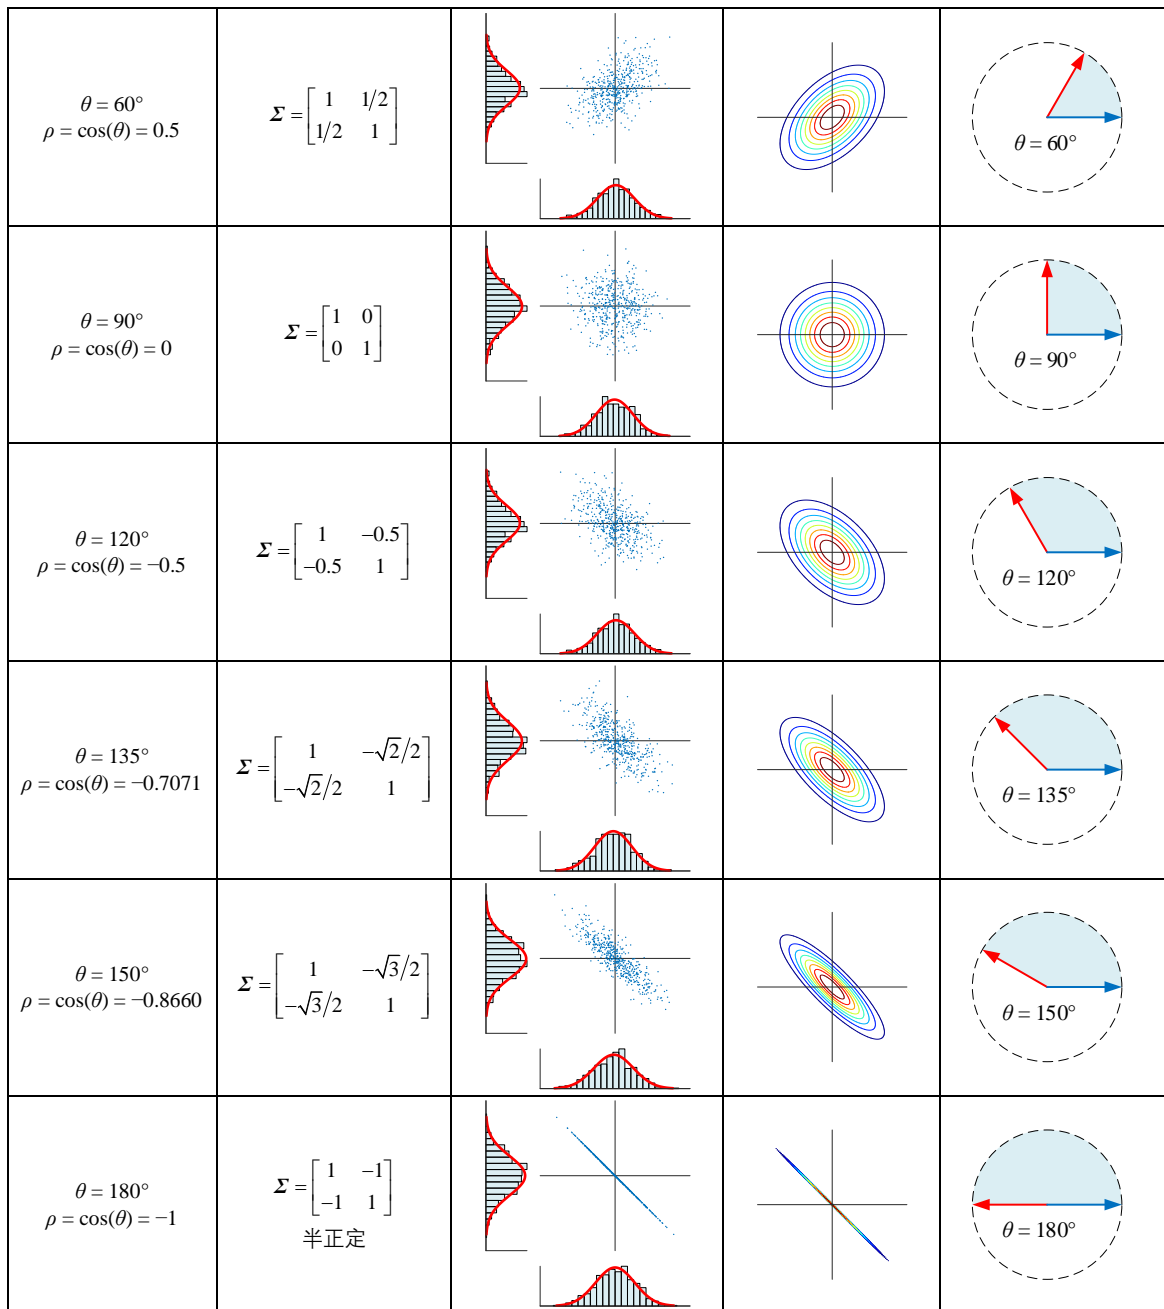 θ = 60°
ρ = cos(θ) = 0.5
Σ = [1 1/2
1/2 1]
θ = 60°
θ = 90°
ρ = cos(θ) = 0
Σ = [1 0
0 1]
θ = 90°
θ = 120°
ρ = cos(θ) = −0.5
Σ = [1 −0.5
−0.5 1]
θ = 120°
θ = 135°
ρ = cos(θ) = −0.7071
Σ = [1 −√2/2
−√2/2 1]
θ = 135°
θ = 150°
ρ = cos(θ) = −0.8660
Σ = [1 −√3/2
−√3/2 1]
θ = 150°
θ = 180°
ρ = cos(θ) = −1
Σ = [1 −1
−1 1]
半正定
θ = 180°